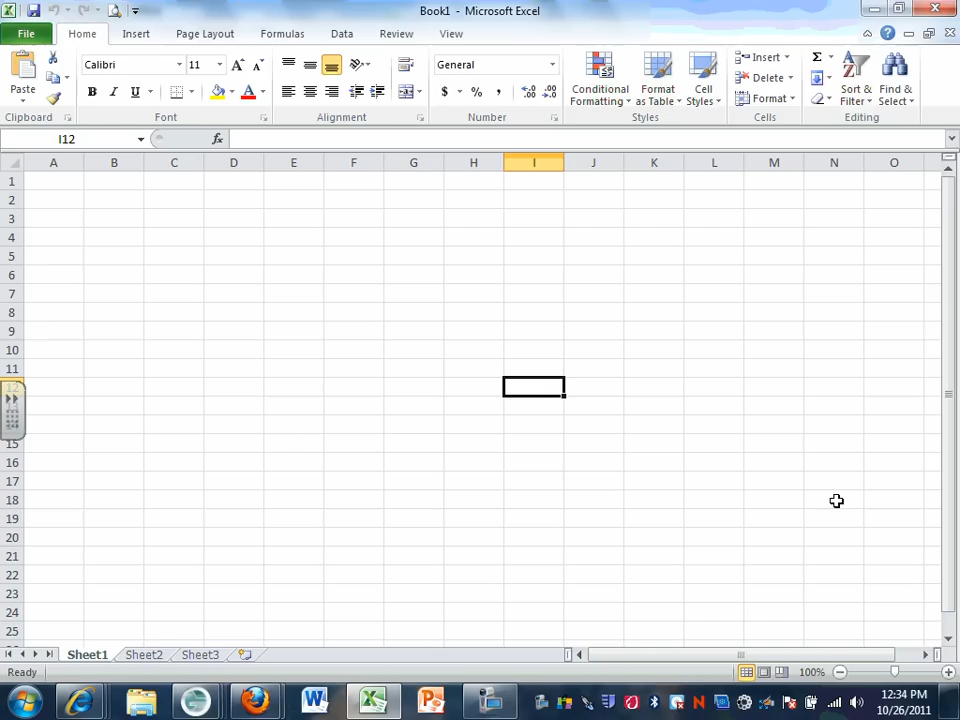 Book1 - Microsoft Excel
File Home Insert Page Layout Formulas Data Review View
Paste
Clipboard
Calibri 11
B I U
A
Font
Alignment
General
$ % ,
Number
Conditional Formatting
Format as Table
Cell Styles
Styles
Insert
Delete
Format
Cells
Σ
Sort & Filter
Find & Select
Editing
I12 fx
A B C D E F G H I J K L M N O
1
2
3
4
5
6
7
8
9
10
11
12
15
16
17
18
19
20
21
22
23
24
25
Sheet1 Sheet2 Sheet3
Ready 100%
12:34 PM
10/26/2011